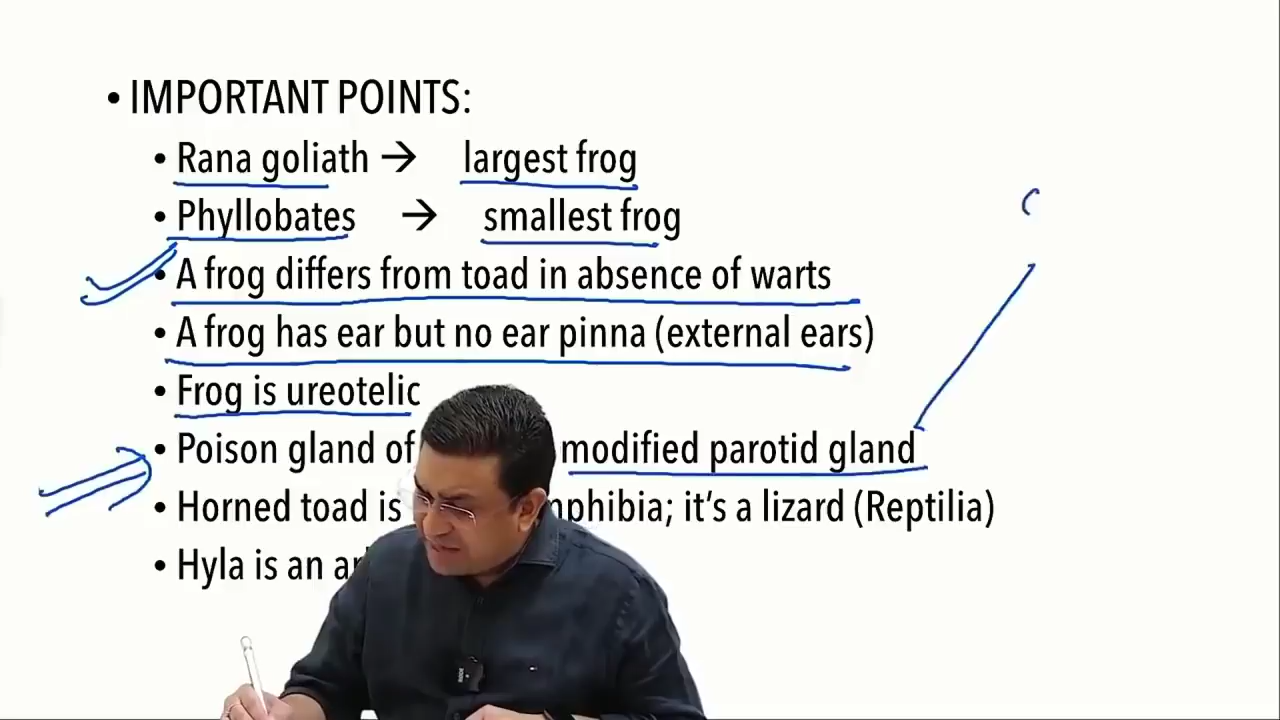 • IMPORTANT POINTS:
• Rana goliath → largest frog
• Phyllobates → smallest frog
• A frog differs from toad in absence of warts
• A frog has ear but no ear pinna (external ears)
• Frog is ureotelic
• Poison gland of modified parotid gland
• Horned toad is it’s a lizard (Reptilia)
• Hyla is an